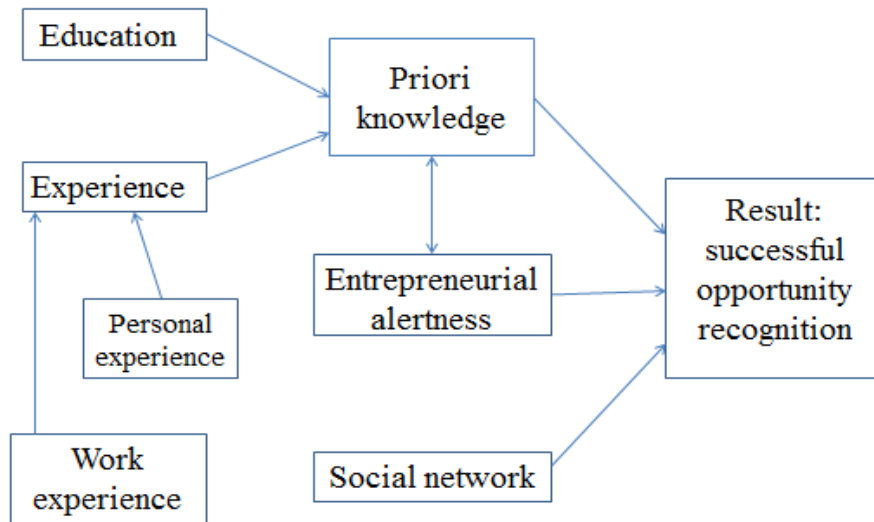 Education
Priori
knowledge
Experience
Result:
successful
opportunity
recognition
Entrepreneurial
alertness
Personal
experience
Work
experience
Social network